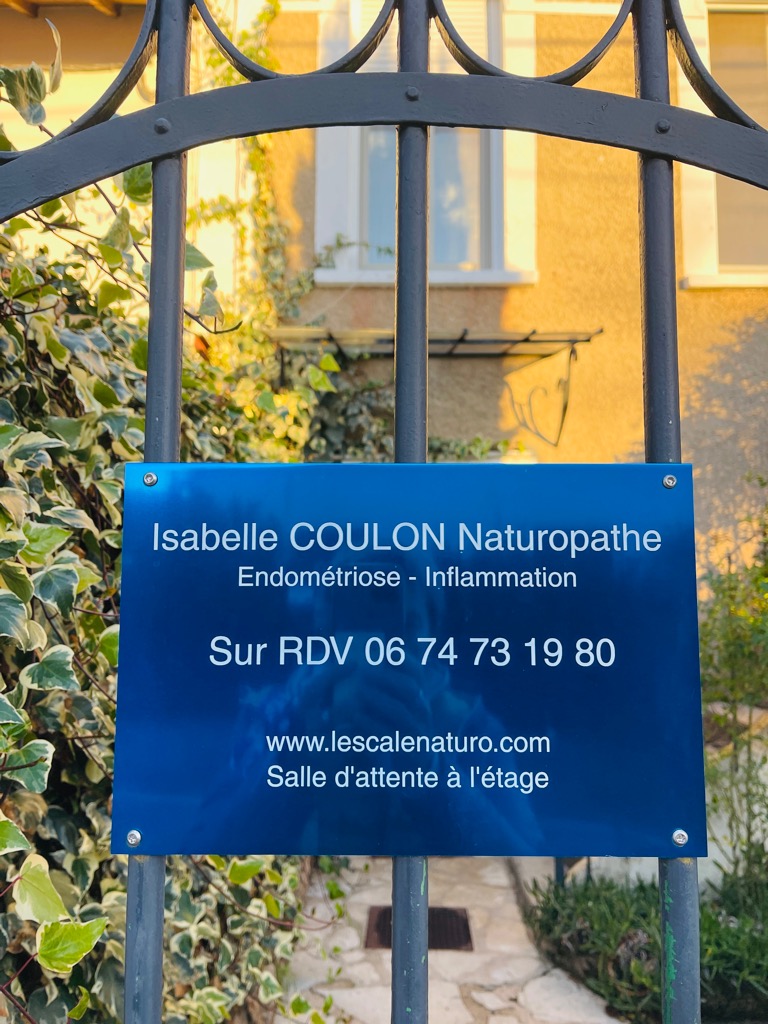 Isabelle COULON Naturopathe
Endométriose - Inflammation
Sur RDV 06 74 73 19 80
www.lescalenaturo.com
Salle d'attente à l'étage